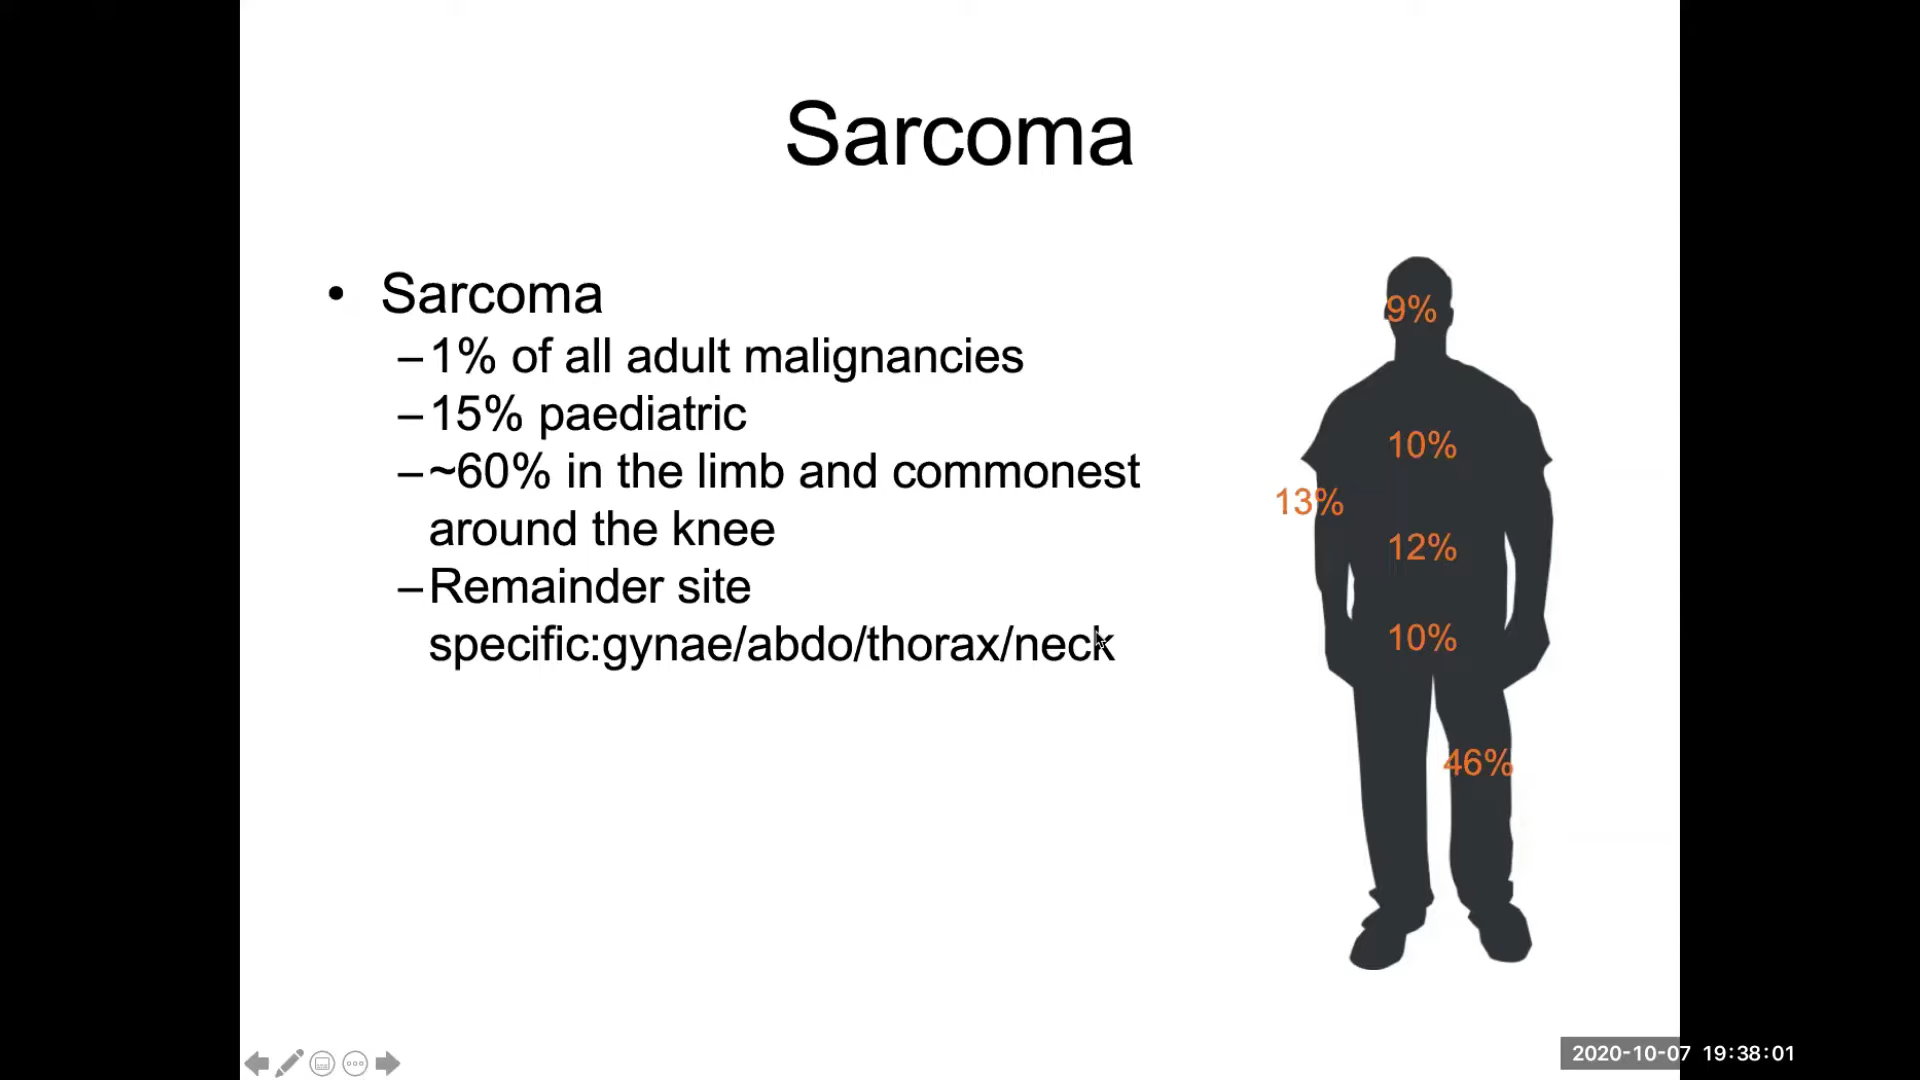 Sarcoma
• Sarcoma
–1% of all adult malignancies
–15% paediatric
–~60% in the limb and commonest
around the knee
–Remainder site
specific:gynae/abdo/thorax/neck
9%
10%
13%
12%
10%
46%
2020-10-07 19:38:01